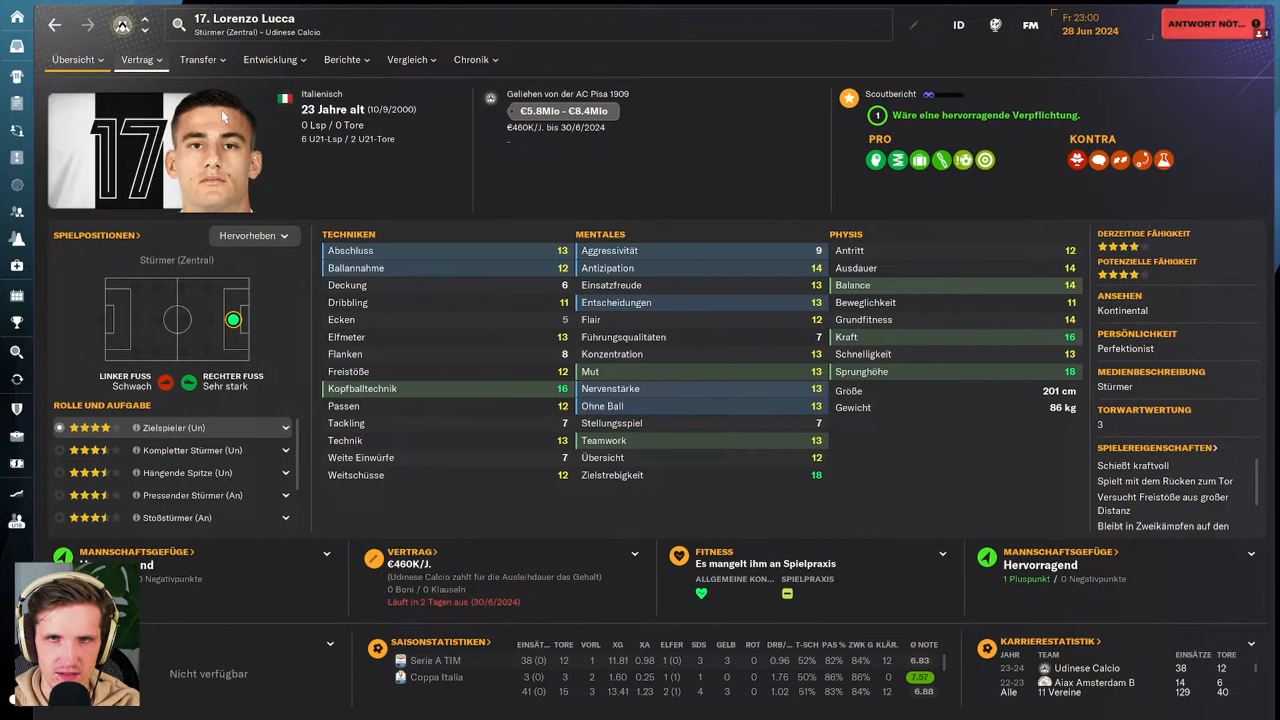 17. Lorenzo Lucca
Stürmer (Zentral) – Udinese Calcio
ID
FM
Fr 23:00
28 Jun 2024
ANTWORT NÖT...
1
Übersicht
Vertrag
Transfer
Entwicklung
Berichte
Vergleich
Chronik
17
Italienisch
23 Jahre alt (10/9/2000)
0 Lsp / 0 Tore
6 U21-Lsp / 2 U21-Tore
Geliehen von der AC Pisa 1909
€5.8Mio - €8.4Mio
€460K/J. bis 30/6/2024
-
Scoutbericht
1 Wäre eine hervorragende Verpflichtung.
PRO
KONTRA
SPIELPOSITIONEN
Hervorheben
Stürmer (Zentral)
LINKER FUSS
Schwach
RECHTER FUSS
Sehr stark
ROLLE UND AUFGABE
Zielspieler (Un)
Kompletter Stürmer (Un)
Hängende Spitze (Un)
Pressender Stürmer (An)
Stoßstürmer (An)
TECHNIKEN
Abschluss 13
Ballannahme 12
Deckung 6
Dribbling 11
Ecken 5
Elfmeter 13
Flanken 8
Freistöße 12
Kopfballtechnik 16
Passen 12
Tackling 7
Technik 13
Weite Einwürfe 7
Weitschüsse 12
MENTALES
Aggressivität 9
Antizipation 14
Einsatzfreude 13
Entscheidungen 13
Flair 12
Führungsqualitäten 7
Konzentration 13
Mut 13
Nervenstärke 13
Ohne Ball 13
Stellungsspiel 7
Teamwork 13
Übersicht 12
Zielstrebigkeit 18
PHYSIS
Antritt 12
Ausdauer 14
Balance 14
Beweglichkeit 11
Grundfitness 14
Kraft 16
Schnelligkeit 13
Sprunghöhe 18
Größe 201 cm
Gewicht 86 kg
DERZEITIGE FÄHIGKEIT
POTENZIELLE FÄHIGKEIT
ANSEHEN
Kontinental
PERSÖNLICHKEIT
Perfektionist
MEDIENBESCHREIBUNG
Stürmer
TORWARTWERTUNG
3
SPIELEREIGENSCHAFTEN
Schießt kraftvoll
Spielt mit dem Rücken zum Tor
Versucht Freistöße aus großer
Distanz
Bleibt in Zweikämpfen auf den
MANNSCHAFTSGEFÜGE
Negativpunkte
VERTRAG
€460K/J.
(Udinese Calcio zahlt für die Ausleihdauer das Gehalt)
0 Boni / 0 Klauseln
Läuft in 2 Tagen aus (30/6/2024)
FITNESS
Es mangelt ihm an Spielpraxis
ALLGEMEINE KON... SPIELPRAXIS
MANNSCHAFTSGEFÜGE
Hervorragend
1 Pluspunkt / 0 Negativpunkte
Nicht verfügbar
SAISONSTATISTIKEN EINSÄT... TORE VORL XG XA ELFER SDS GELB ROT DRB/... T-SCH PAS % ZWK G KLÄR. Ø NOTE
Serie A TIM 38 (0) 12 1 11.81 0.98 1 (0) 3 3 0 0.96 52% 82% 84% 12 6.83
Coppa Italia 3 (0) 3 2 1.60 0.25 1 (1) 1 0 0 1.76 50% 86% 86% 0 7.57
41 (0) 15 3 13.41 1.23 2 (1) 4 3 0 1.02 51% 83% 84% 12 6.88
KARRIERESTATISTIK
JAHR TEAM EINSÄTZE TORE
23-24 Udinese Calcio 38 12
22-23 Ajax Amsterdam B 14 6
Alle 11 Vereine 129 40